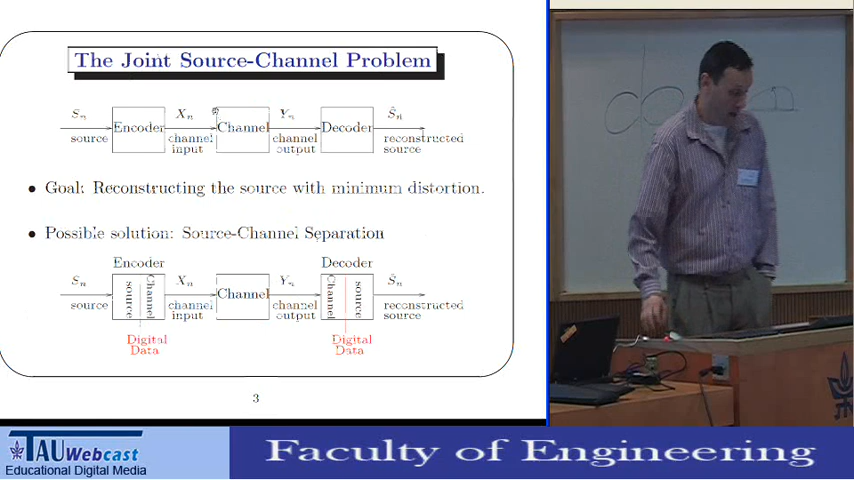 The Joint Source-Channel Problem
Sn Xn Yn Ŝn
Encoder Channel Decoder
source channel input channel output reconstructed source
• Goal: Reconstructing the source with minimum distortion.
• Possible solution: Source-Channel Separation
Encoder Decoder
Sn Xn Yn Ŝn
source Channel Channel Channel source
source channel input channel output reconstructed source
Digital Data Digital Data
3
TAU Webcast
Educational Digital Media
Faculty of Engineering